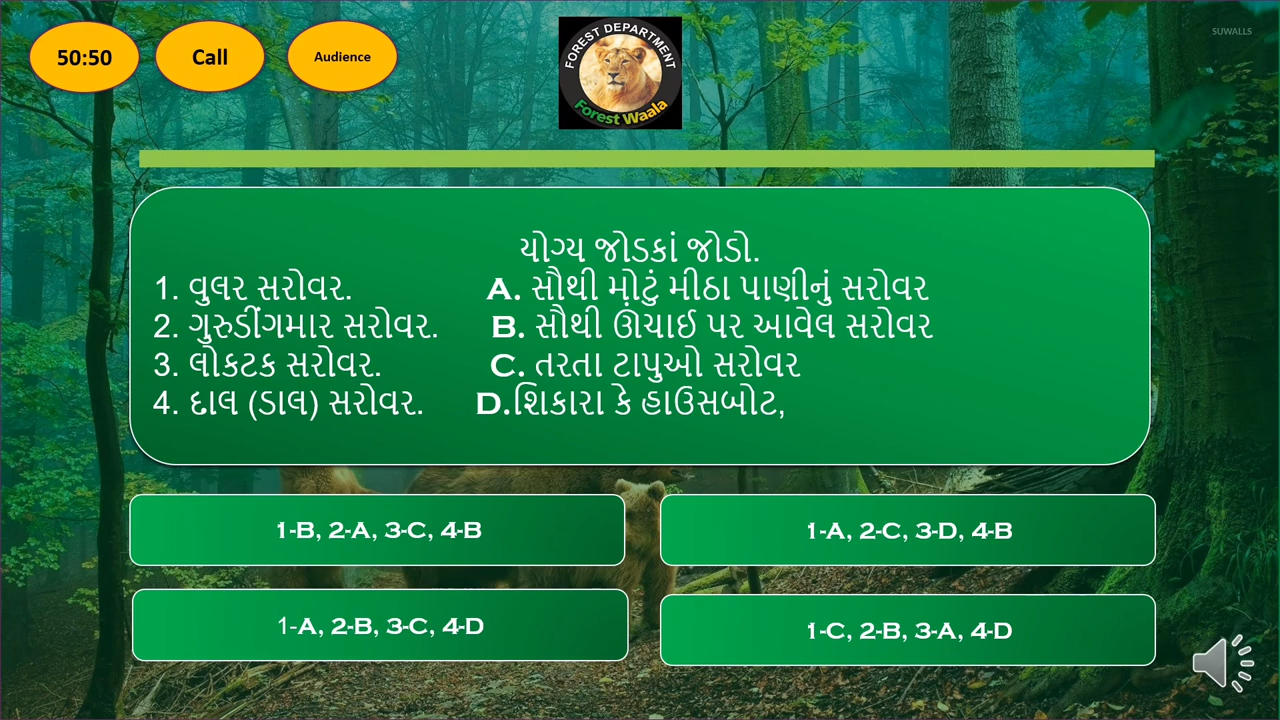 50:50
Call
Audience
FOREST DEPARTMENT
Forest Waala
SUWALLS
યોગ્ય જોડકાં જોડો.
1. વુલર સરોવર. A. સૌથી મોટું મીઠા પાણીનું સરોવર
2. ગુરુડીંગમાર સરોવર. B. સૌથી ઊંચાઈ પર આવેલ સરોવર
3. લોકટક સરોવર. C. તરતા ટાપુઓ સરોવર
4. દાલ (ડાલ) સરોવર. D.શિકારા કે હાઉસબોટ,
1-B, 2-A, 3-C, 4-B
1-A, 2-C, 3-D, 4-B
1-A, 2-B, 3-C, 4-D
1-C, 2-B, 3-A, 4-D